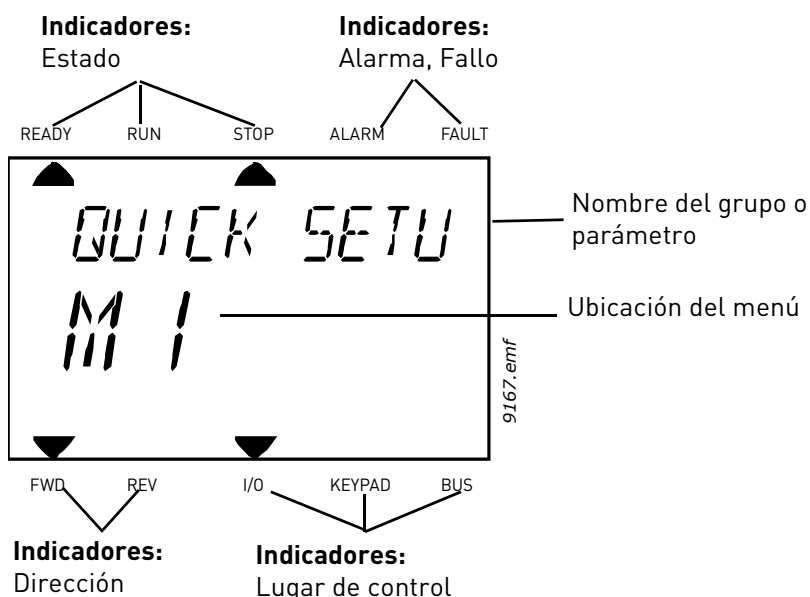 Indicadores:
Estado
Indicadores:
Alarma, Fallo
READY RUN STOP ALARM FAULT
QUICK SETU
Nombre del grupo o
parámetro
M1
Ubicación del menú
9167.emf
FWD REV I/O KEYPAD BUS
Indicadores:
Dirección
Indicadores:
Lugar de control